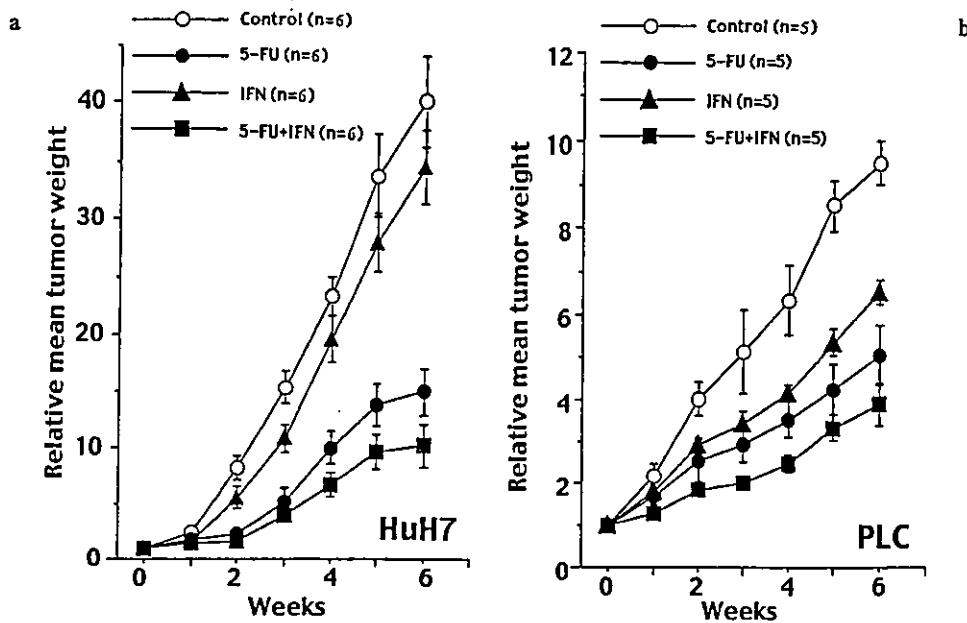 a
Control (n=6)
5-FU (n=6)
IFN (n=6)
5-FU+IFN (n=6)
Relative mean tumor weight
40
30
20
10
0
HuH7
0 2 4 6
Weeks
b
Control (n=5)
5-FU (n=5)
IFN (n=5)
5-FU+IFN (n=5)
Relative mean tumor weight
12
10
8
6
4
2
0
PLC
0 2 4 6
Weeks